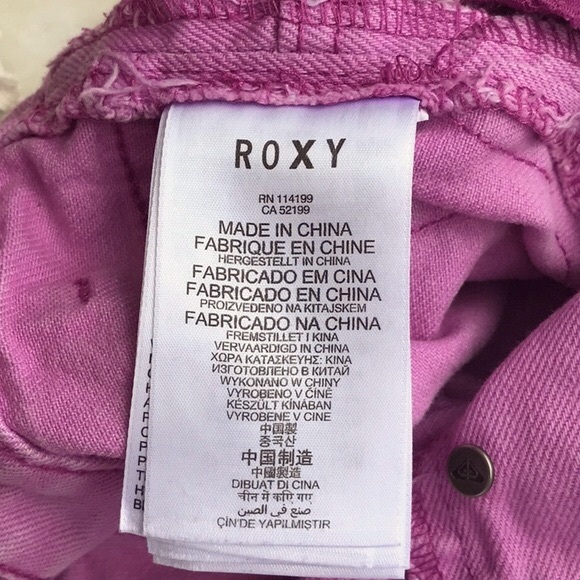 ROXY
RN 114199
CA 52199
MADE IN CHINA
FABRIQUE EN CHINE
HERGESTELLT IN CHINA
FABRICADO EM CINA
FABRICADO EN CHINA
PROIZVEDENO NA KITAJSKEM
FABRICADO NA CHINA
FREMSTILLET I KINA
VERVAARDIGD IN CHINA
ΧΩΡΑ ΚΑΤΑΣΚΕΥΗΣ: ΚΙΝΑ
ИЗГОТОВЛЕНО В КИТАЙ
WYKONANO W CHINY
VYROBENO V ČÍNĚ
KÉSZÜLT KÍNÁBAN
VYROBENE V CINE
中国製
중국산
中国制造
中國製造
DIBUAT DI CINA
चीन में कपि गए
صنع في الصين
ÇİN'DE YAPILMIŞTIR